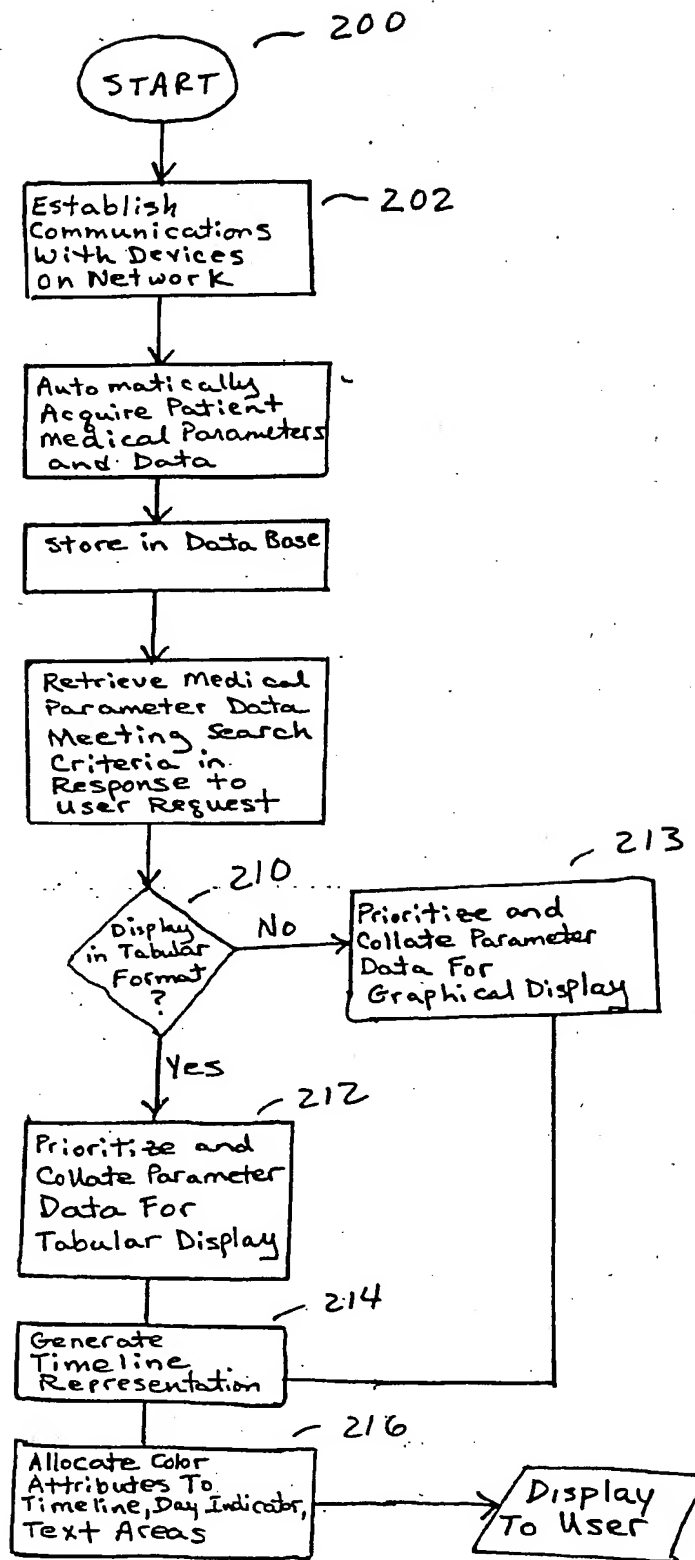 200
START
Establish
Communications
With Devices
on Network
202
Automatically
Acquire Patient
Medical Parameters
and Data
Store in Data Base
Retrieve Medical
Parameter Data
Meeting Search
Criteria in
Response to
User Request
210
Display
in Tabular
Format
?
No
213
Prioritize and
Collate Parameter
Data For
Graphical Display
Yes
212
Prioritize and
Collate Parameter
Data For
Tabular Display
214
Generate
Timeline
Representation
216
Allocate Color
Attributes To
Timeline, Day Indicator,
Text Areas
Display
To User